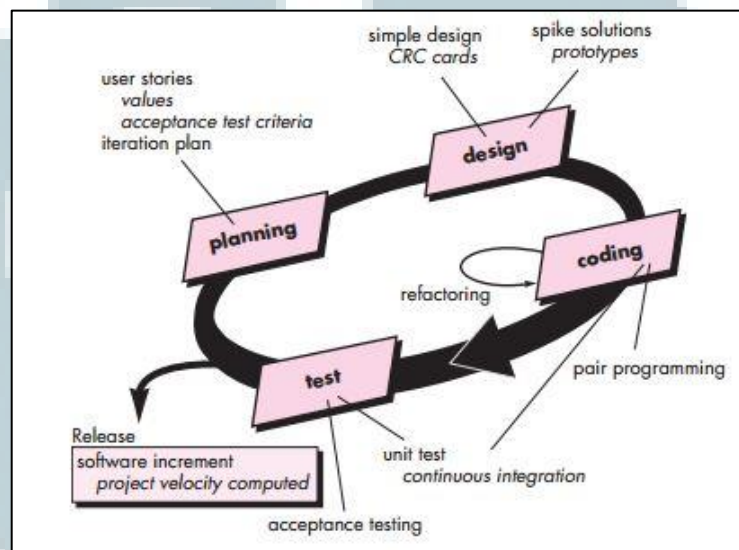 simple design
CRC cards
spike solutions
prototypes
user stories
values
acceptance test criteria
iteration plan
design
planning
coding
refactoring
pair programming
test
unit test
continuous integration
Release
software increment
project velocity computed
acceptance testing